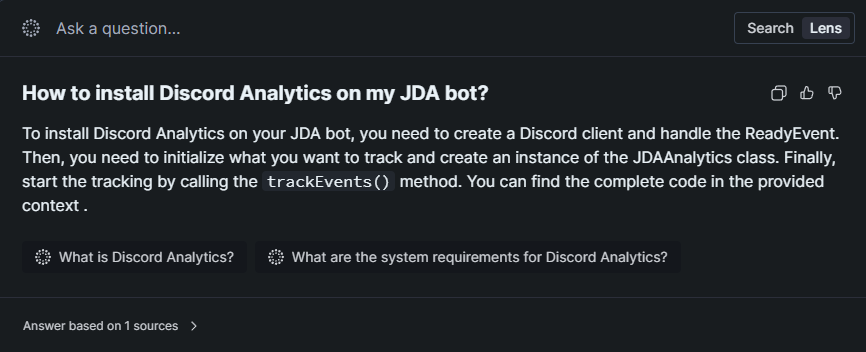 Ask a question...
Search Lens
How to install Discord Analytics on my JDA bot?
To install Discord Analytics on your JDA bot, you need to create a Discord client and handle the ReadyEvent.
Then, you need to initialize what you want to track and create an instance of the JDAAnalytics class. Finally,
start the tracking by calling the trackEvents() method. You can find the complete code in the provided
context .
What is Discord Analytics? What are the system requirements for Discord Analytics?
Answer based on 1 sources